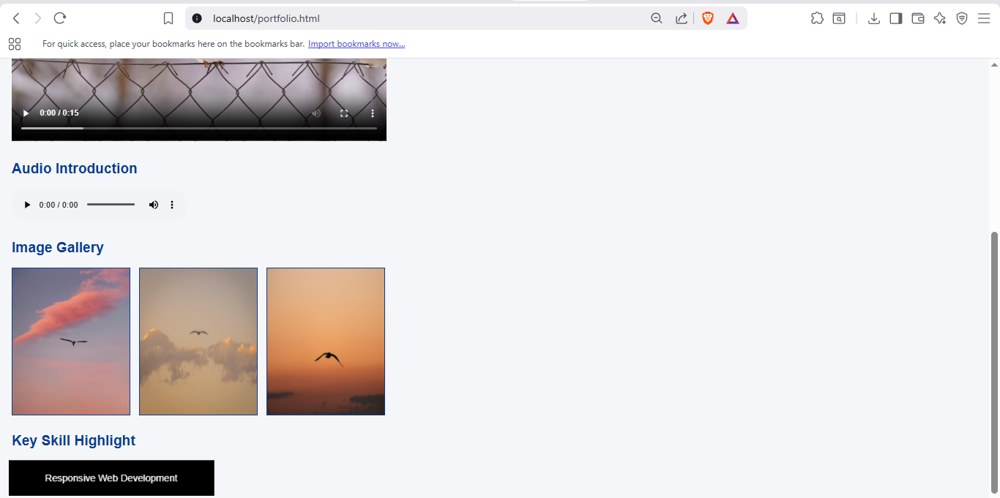 localhost/portfolio.html
For quick access, place your bookmarks here on the bookmarks bar. Import bookmarks now...
0:00 / 0:15
Audio Introduction
0:00 / 0:00
Image Gallery
Key Skill Highlight
Responsive Web Development